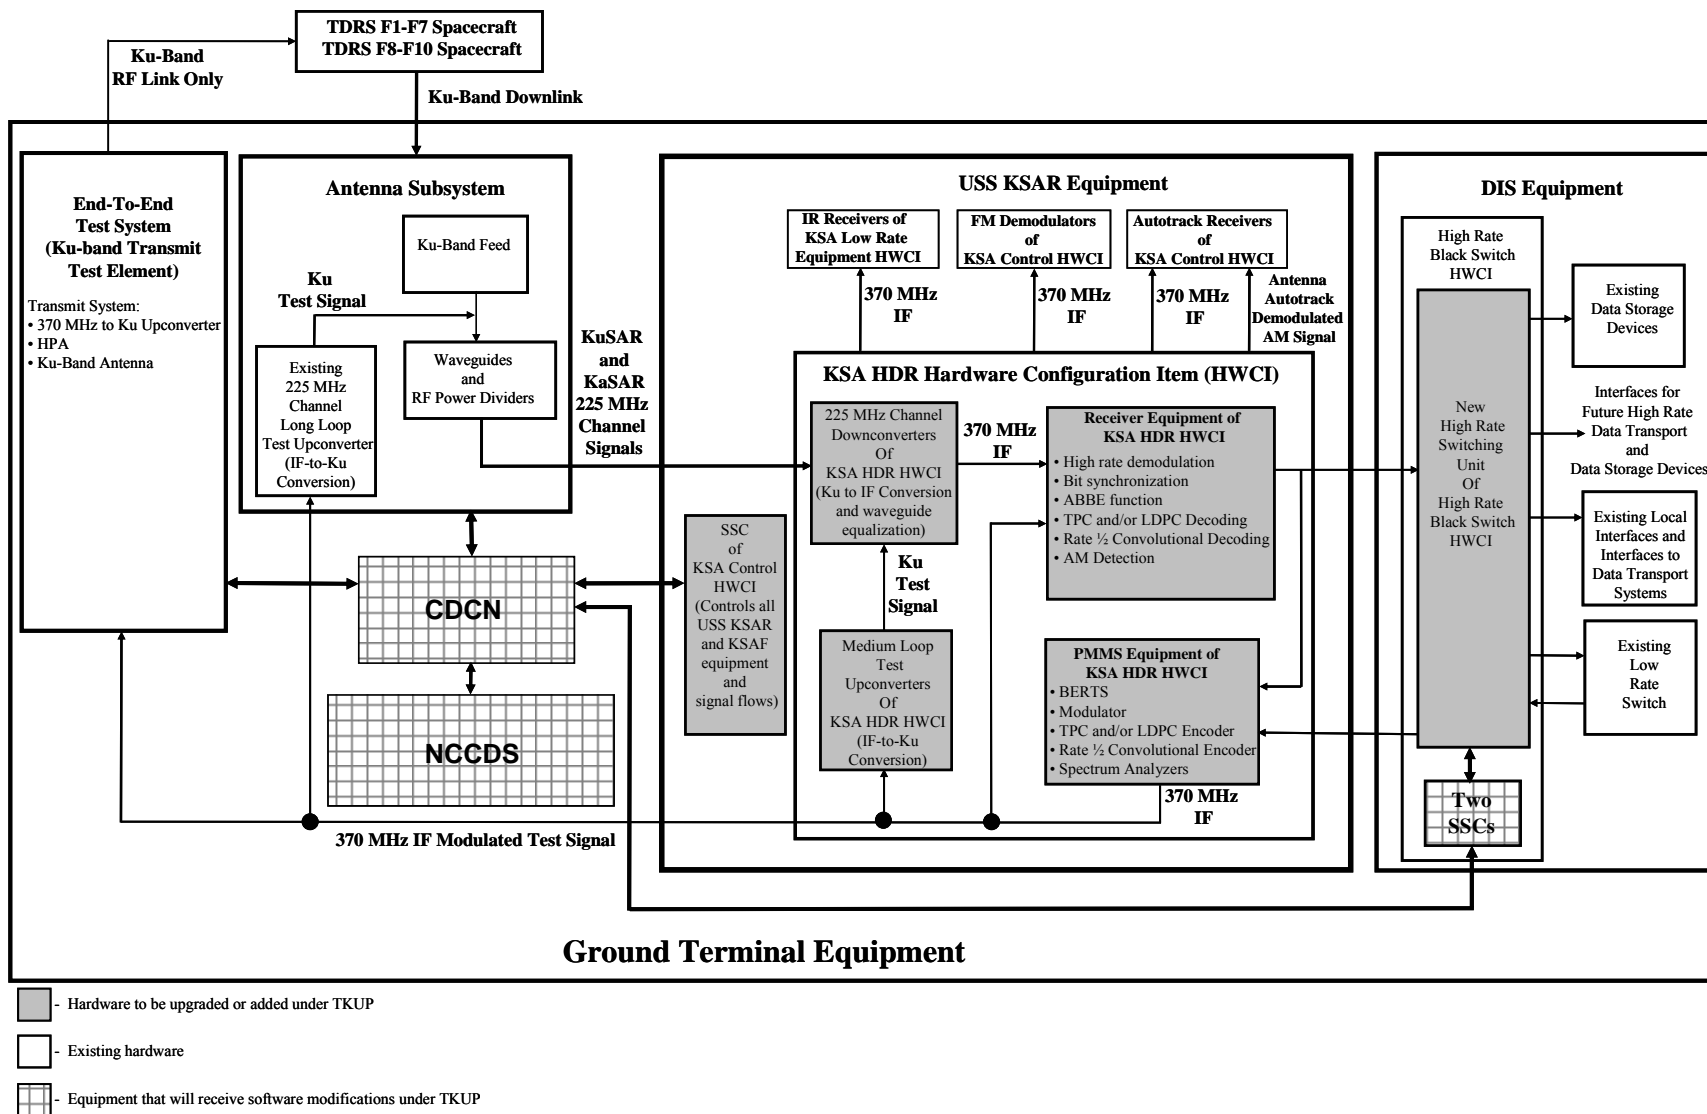 TDRS F1-F7 Spacecraft
TDRS F8-F10 Spacecraft
Ku-Band
RF Link Only
Ku-Band Downlink
End-To-End
Test System
(Ku-band Transmit
Test Element)
Transmit System:
• 370 MHz to Ku Upconverter
• HPA
• Ku-Band Antenna
Antenna Subsystem
Ku-Band Feed
Ku
Test Signal
Existing
225 MHz
Channel
Long Loop
Test Upconverter
(IF-to-Ku
Conversion)
Waveguides
and
RF Power Dividers
KuSAR
and
KaSAR
225 MHz
Channel
Signals
CDCN
NCCDS
370 MHz IF Modulated Test Signal
USS KSAR Equipment
IR Receivers of
KSA Low Rate
Equipment HWCI
FM Demodulators
of
KSA Control HWCI
Autotrack Receivers
of
KSA Control HWCI
370 MHz
IF
370 MHz
IF
370 MHz
IF
Antenna
Autotrack
Demodulated
AM Signal
KSA HDR Hardware Configuration Item (HWCI)
225 MHz Channel
Downconverters
Of
KSA HDR HWCI
(Ku to IF Conversion
and waveguide
equalization)
370 MHz
IF
Receiver Equipment of
KSA HDR HWCI
• High rate demodulation
• Bit synchronization
• ABBE function
• TPC and/or LDPC Decoding
• Rate ½ Convolutional Decoding
• AM Detection
SSC
of
KSA Control
HWCI
(Controls all
USS KSAR
and KSAF
equipment
and
signal flows)
Ku
Test
Signal
Medium Loop
Test
Upconverters
Of
KSA HDR HWCI
(IF-to-Ku
Conversion)
PMMS Equipment of
KSA HDR HWCI
• BERTS
• Modulator
• TPC and/or LDPC Encoder
• Rate ½ Convolutional Encoder
• Spectrum Analyzers
370 MHz
IF
DIS Equipment
High Rate
Black Switch
HWCI
New
High Rate
Switching
Unit
Of
High Rate
Black Switch
HWCI
Two
SSCs
Existing
Data Storage
Devices
Interfaces for
Future High Rate
Data Transport
and
Data Storage Devices
Existing Local
Interfaces and
Interfaces to
Data Transport
Systems
Existing
Low
Rate
Switch
Ground Terminal Equipment
- Hardware to be upgraded or added under TKUP
- Existing hardware
- Equipment that will receive software modifications under TKUP